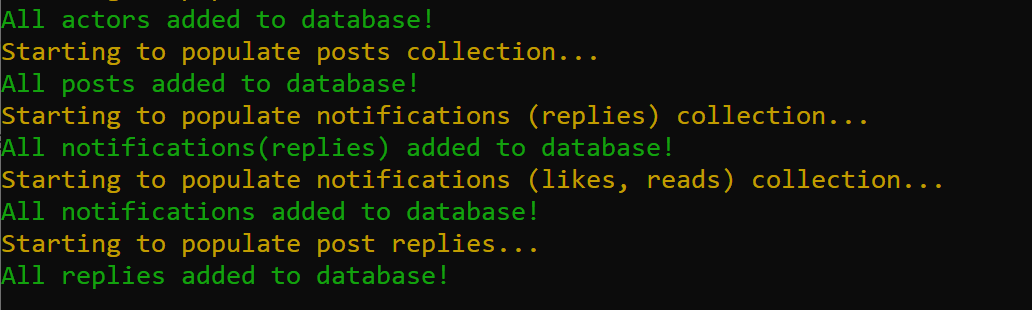 All actors added to database!
Starting to populate posts collection...
All posts added to database!
Starting to populate notifications (replies) collection...
All notifications(replies) added to database!
Starting to populate notifications (likes, reads) collection...
All notifications added to database!
Starting to populate post replies...
All replies added to database!